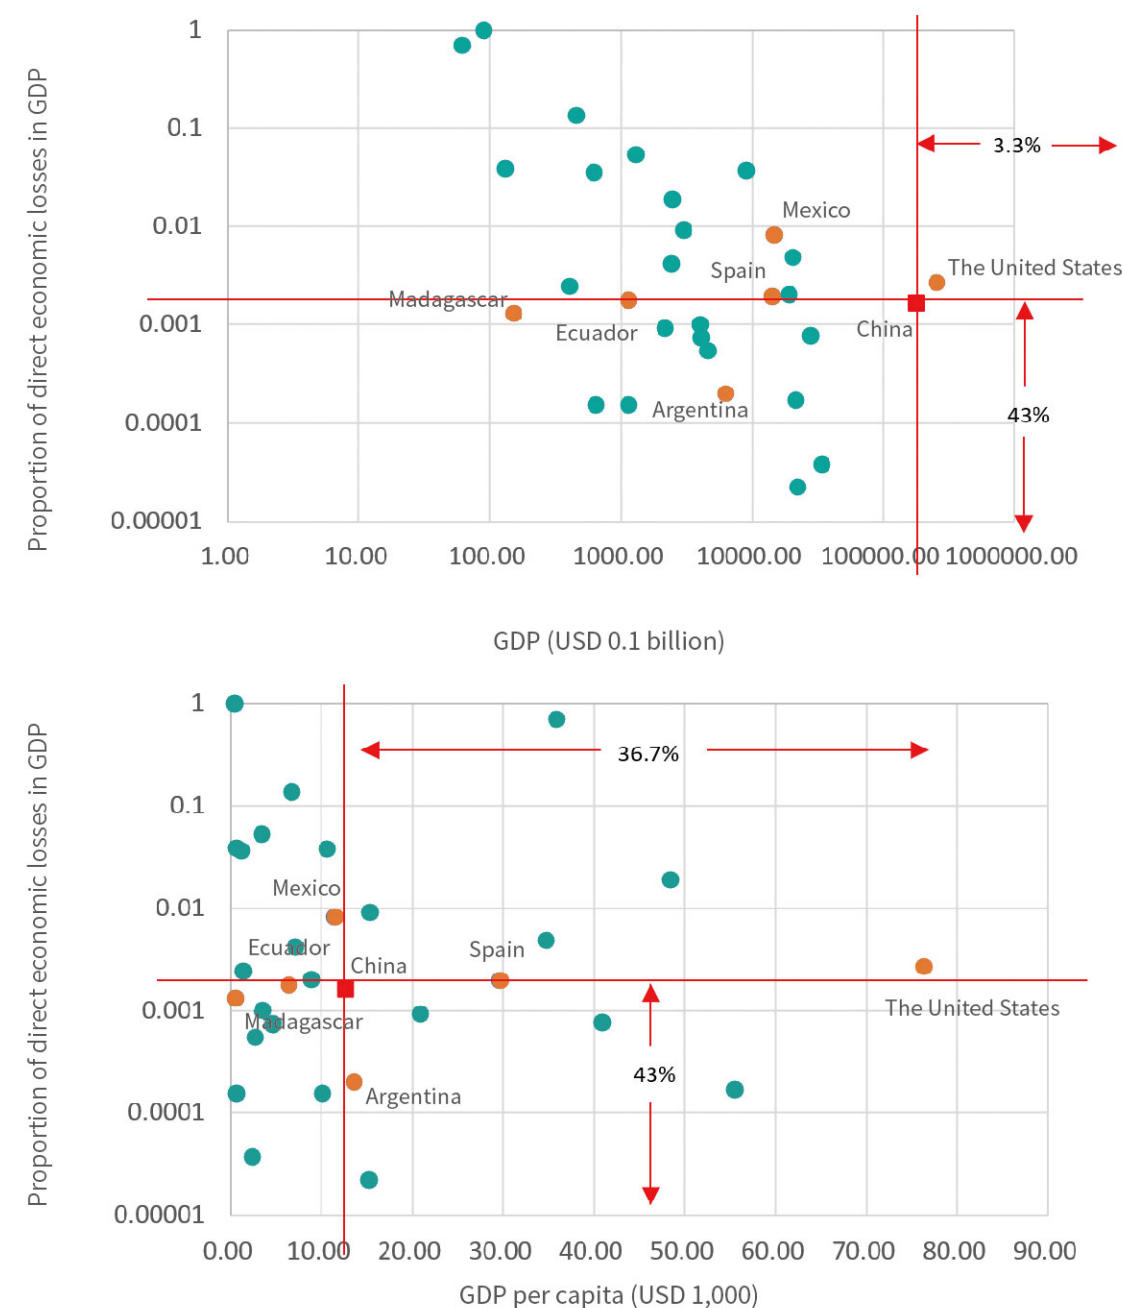 Proportion of direct economic losses in GDP
1
0.1
0.01
0.001
0.0001
0.00001
3.3%
Mexico
The United States
Spain
Madagascar
Ecuador
China
Argentina
43%
1.00 10.00 100.00 1000.00 10000.00 100000.00 1000000.00
GDP (USD 0.1 billion)
Proportion of direct economic losses in GDP
1
0.1
0.01
0.001
0.0001
0.00001
36.7%
Mexico
Ecuador
Spain
China
The United States
Madagascar
43%
Argentina
0.00 10.00 20.00 30.00 40.00 50.00 60.00 70.00 80.00 90.00
GDP per capita (USD 1,000)